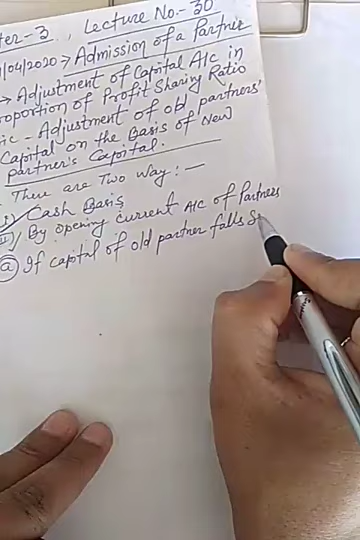 ter-3, Lecture No.- 30
/04/2020 → Admission of a Partner
→ Adjustment of Capital A/c in
roportion of Profit Sharing Ratio
ic - Adjustment of old partners'
Capital on the Basis of New
partner's Capital.
There are Two Way : —
i) Cash Basis
ii) By opening current A/c of Partners
(a) If capital of old partner falls S